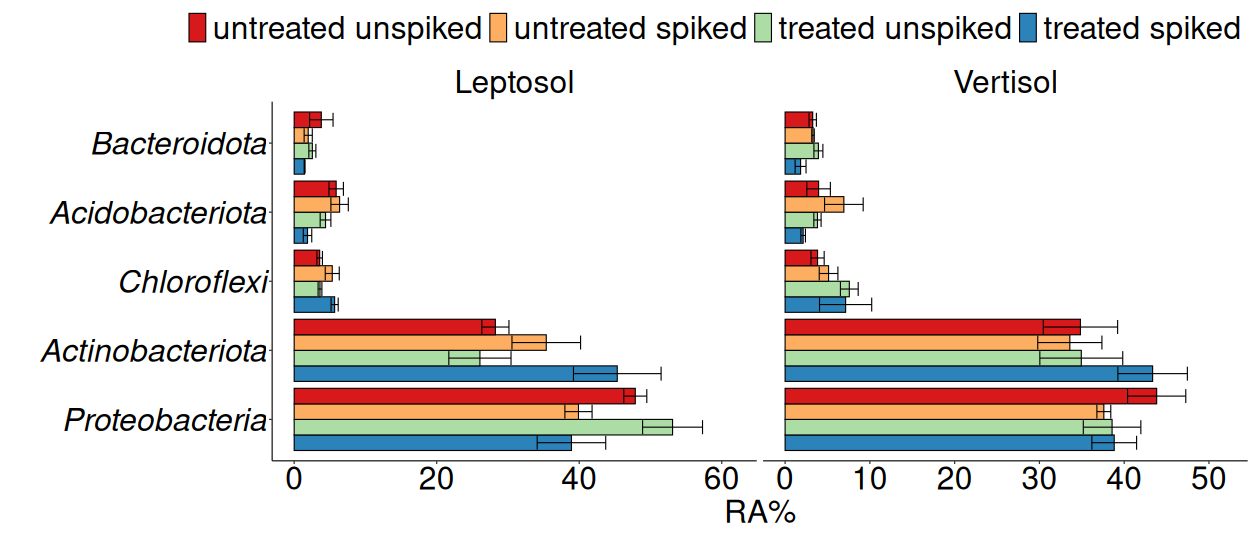 untreated unspiked untreated spiked treated unspiked treated spiked
Leptosol Vertisol
Bacteroidota
Acidobacteriota
Chloroflexi
Actinobacteriota
Proteobacteria
0 20 40 60 0 10 20 30 40 50
RA%